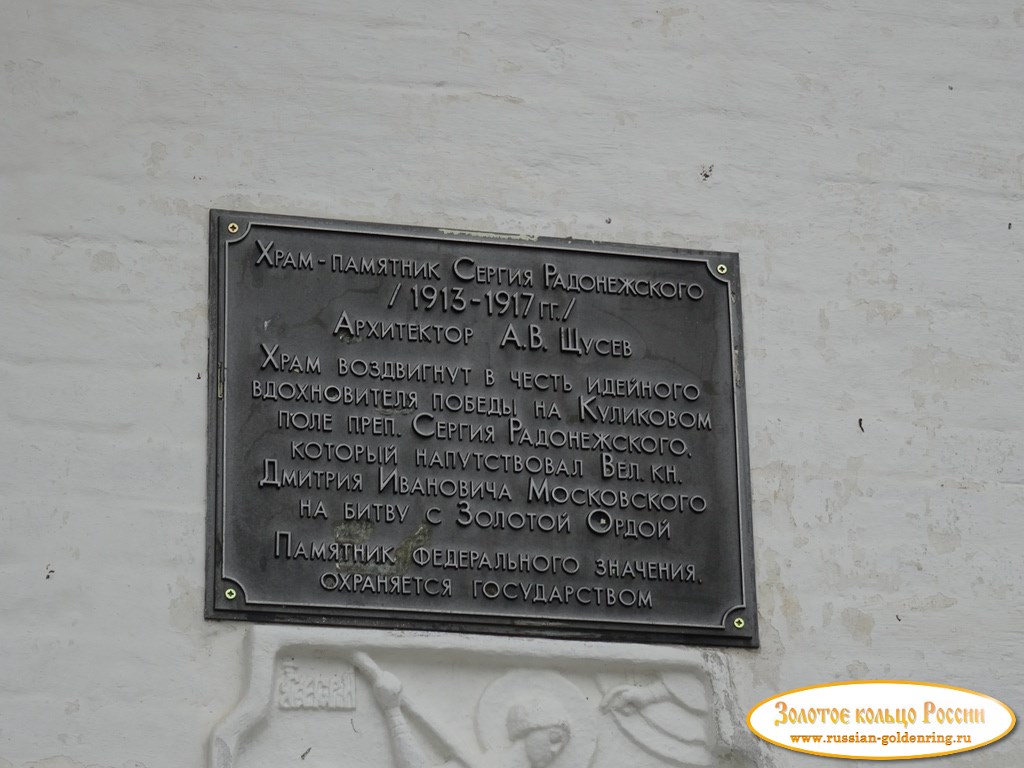 Храм-памятник Сергия Радонежского
/1913-1917 гг./
Архитектор А.В. Щусев
Храм воздвигнут в честь идейного
вдохновителя победы на Куликовом
поле преп. Сергия Радонежского,
который напутствовал Вел. кн.
Дмитрия Ивановича Московского
на битву с Золотой Ордой
Памятник федерального значения,
охраняется государством
Золотое кольцо России
www.russian-goldenring.ru